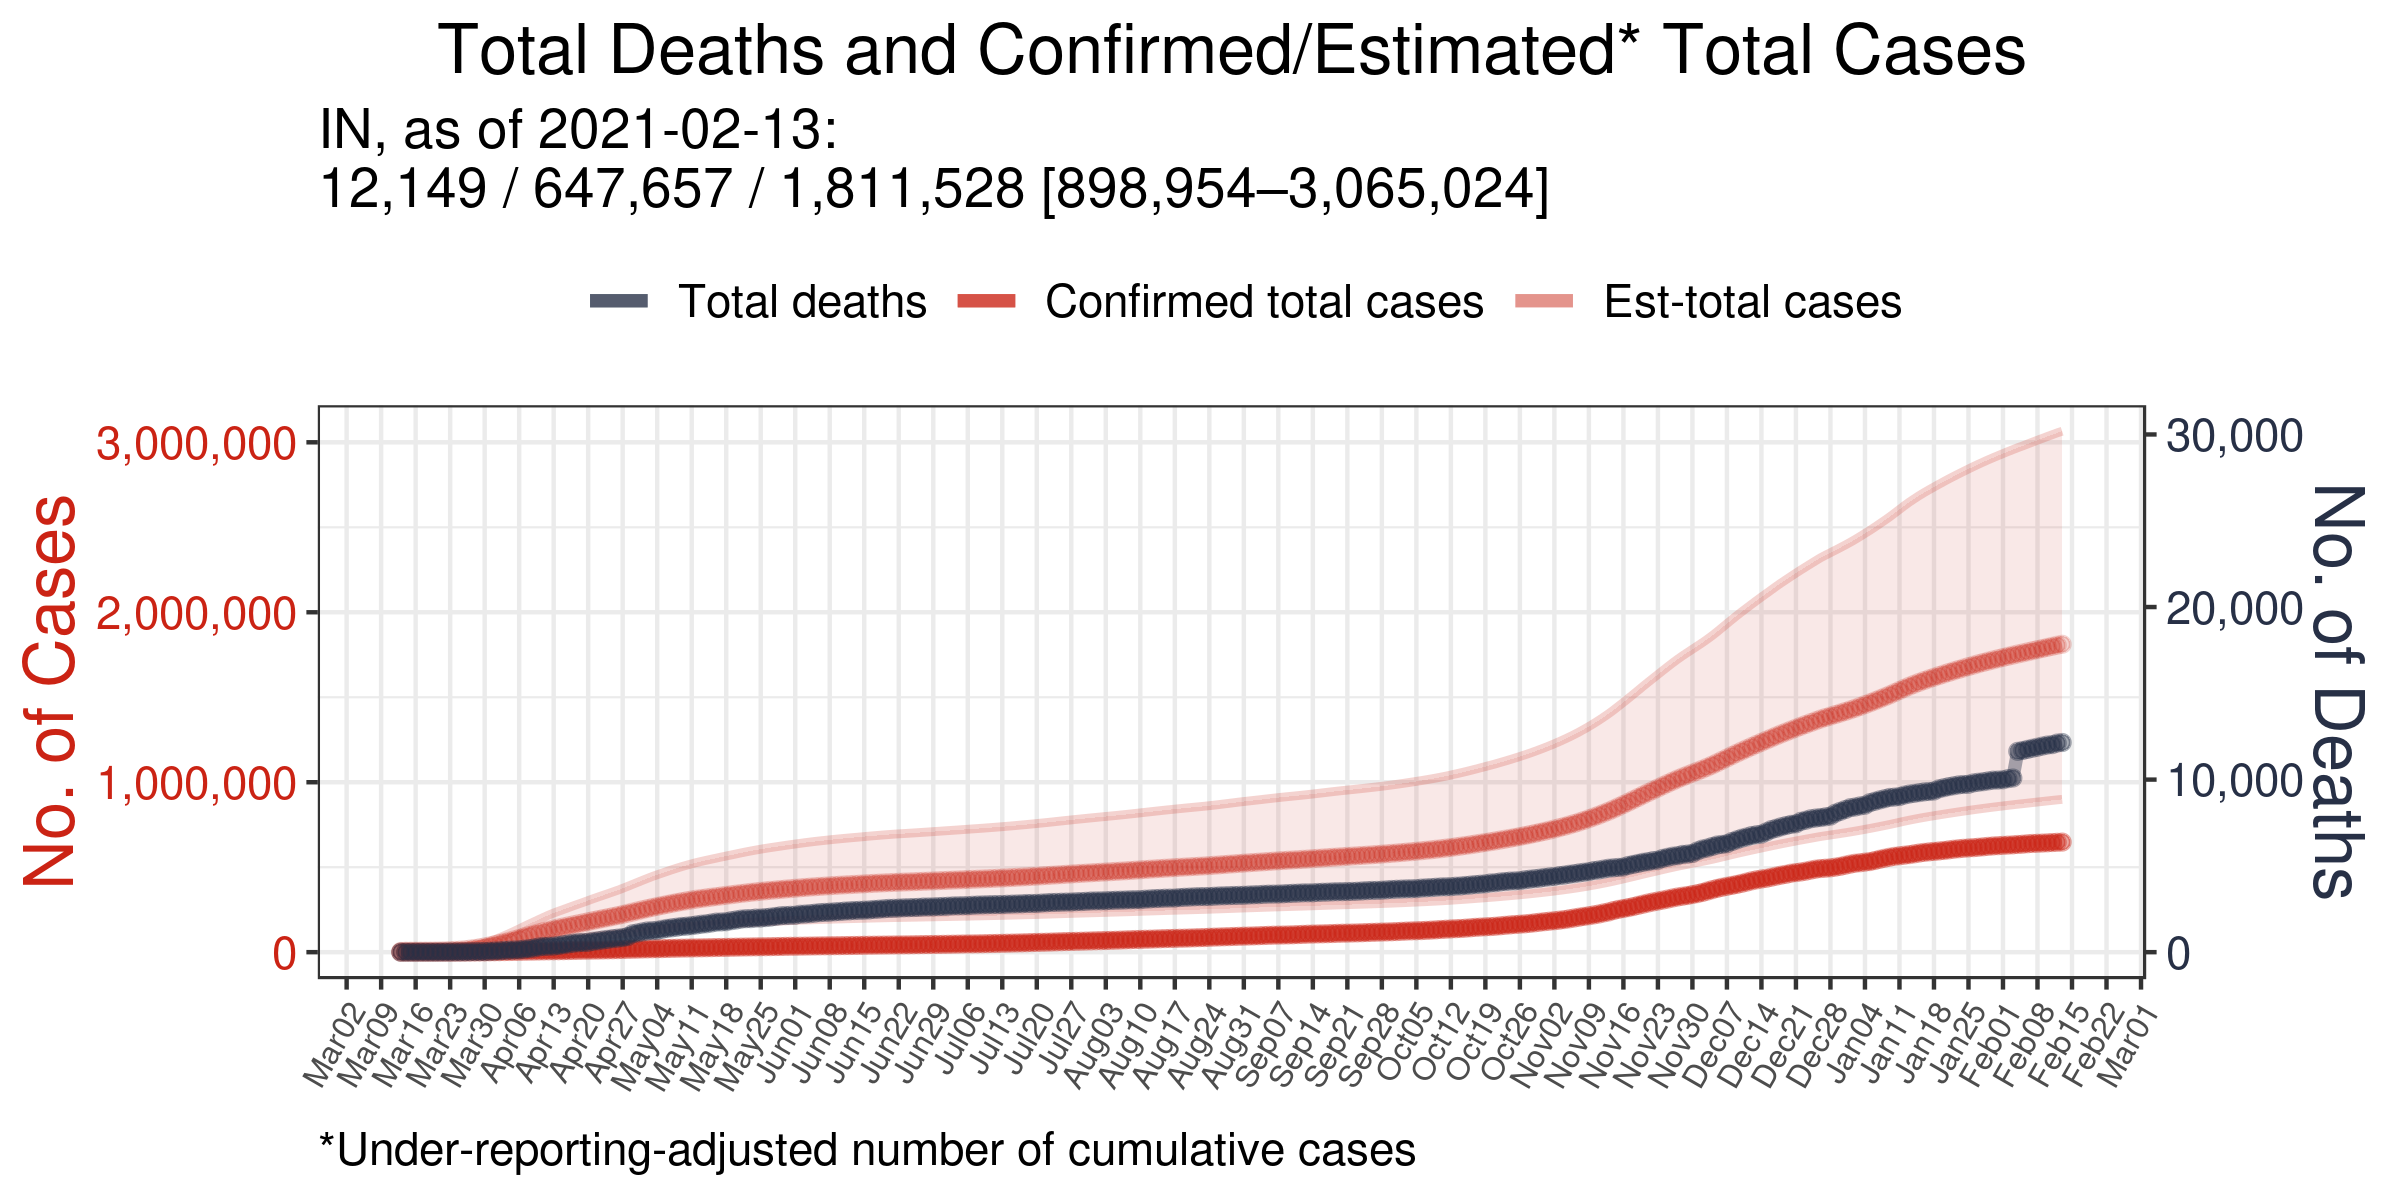 Total Deaths and Confirmed/Estimated* Total Cases
IN, as of 2021-02-13:
12,149 / 647,657 / 1,811,528 [898,954–3,065,024]
Total deaths
Confirmed total cases
Est-total cases
No. of Cases
3,000,000
2,000,000
1,000,000
0
30,000
20,000
10,000
0
No. of Deaths
Mar02
Mar09
Mar16
Mar23
Mar30
Apr06
Apr13
Apr20
Apr27
May04
May11
May18
May25
Jun01
Jun08
Jun15
Jun22
Jun29
Jul06
Jul13
Jul20
Jul27
Aug03
Aug10
Aug17
Aug24
Aug31
Sep07
Sep14
Sep21
Sep28
Oct05
Oct12
Oct19
Oct26
Nov02
Nov09
Nov16
Nov23
Nov30
Dec07
Dec14
Dec21
Dec28
Jan04
Jan11
Jan18
Jan25
Feb01
Feb08
Feb15
Feb22
Mar01
*Under-reporting-adjusted number of cumulative cases